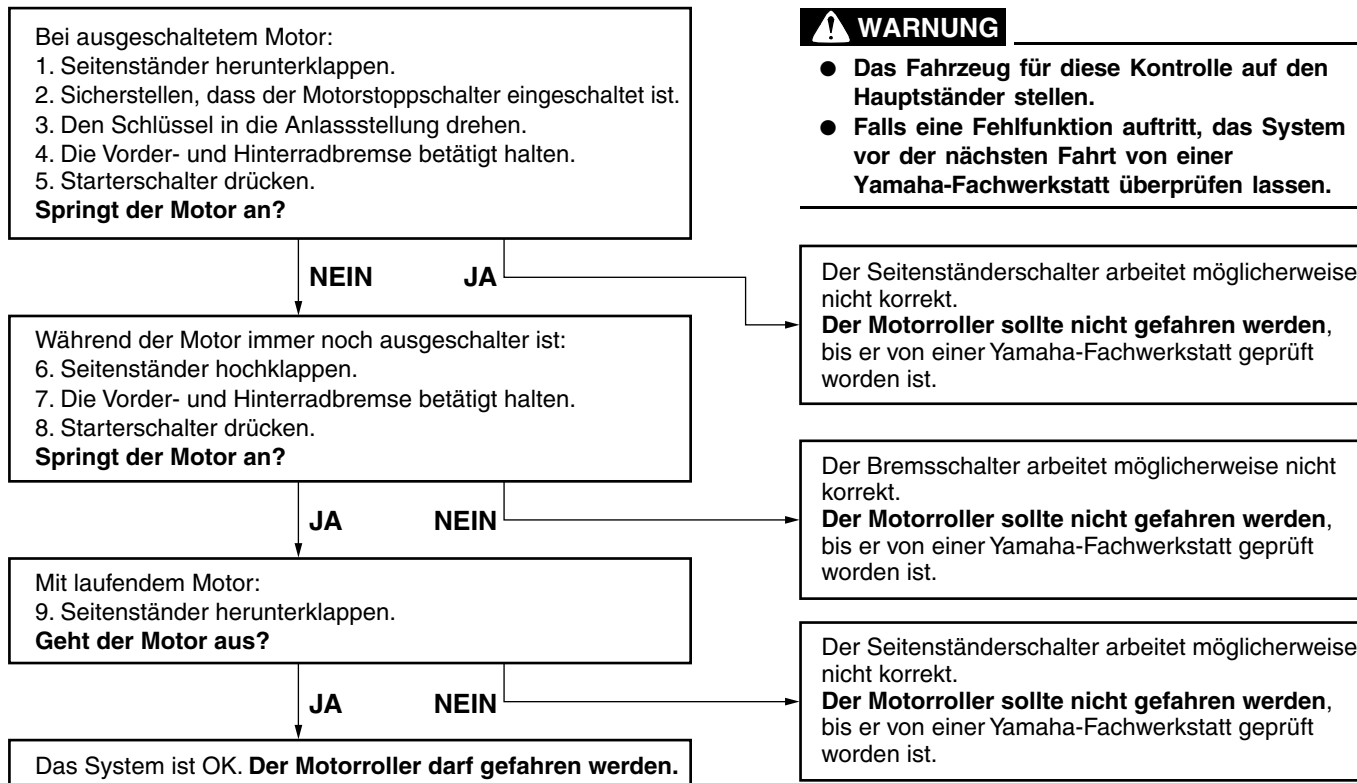 Bei ausgeschaltetem Motor:
1. Seitenständer herunterklappen.
2. Sicherstellen, dass der Motorstoppschalter eingeschaltet ist.
3. Den Schlüssel in die Anlassstellung drehen.
4. Die Vorder- und Hinterradbremse betätigt halten.
5. Starterschalter drücken.
Springt der Motor an?
WARNUNG
● Das Fahrzeug für diese Kontrolle auf den
Hauptständer stellen.
● Falls eine Fehlfunktion auftritt, das System
vor der nächsten Fahrt von einer
Yamaha-Fachwerkstatt überprüfen lassen.
NEIN JA
Der Seitenständerschalter arbeitet möglicherweise
nicht korrekt.
Der Motorroller sollte nicht gefahren werden,
bis er von einer Yamaha-Fachwerkstatt geprüft
worden ist.
Während der Motor immer noch ausgeschalter ist:
6. Seitenständer hochklappen.
7. Die Vorder- und Hinterradbremse betätigt halten.
8. Starterschalter drücken.
Springt der Motor an?
JA NEIN
Der Bremsschalter arbeitet möglicherweise nicht
korrekt.
Der Motorroller sollte nicht gefahren werden,
bis er von einer Yamaha-Fachwerkstatt geprüft
worden ist.
Mit laufendem Motor:
9. Seitenständer herunterklappen.
Geht der Motor aus?
JA NEIN
Der Seitenständerschalter arbeitet möglicherweise
nicht korrekt.
Der Motorroller sollte nicht gefahren werden,
bis er von einer Yamaha-Fachwerkstatt geprüft
worden ist.
Das System ist OK. Der Motorroller darf gefahren werden.